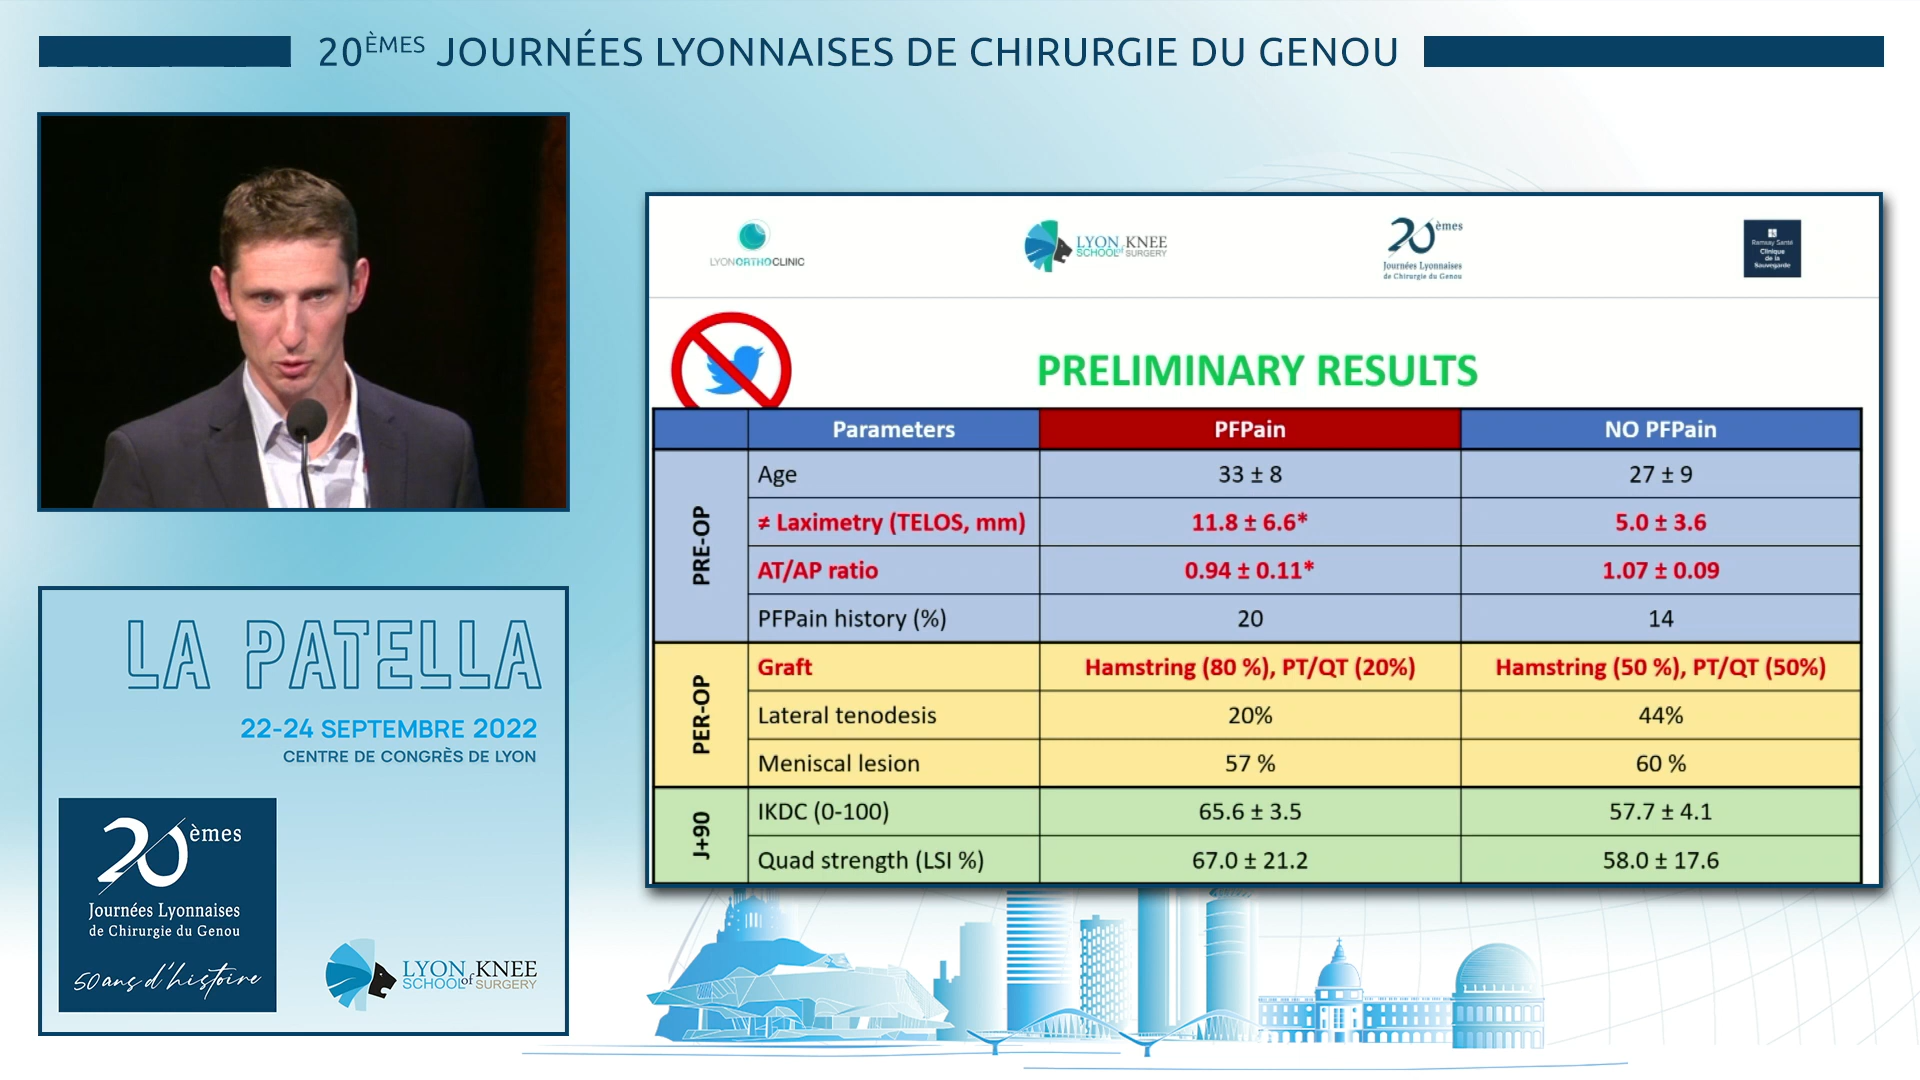 20ÈMES JOURNÉES LYONNAISES DE CHIRURGIE DU GENOU
LA PATELLA
22-24 SEPTEMBRE 2022
CENTRE DE CONGRÈS DE LYON
20èmes
Journées Lyonnaises
de Chirurgie du Genou
50 ans d'histoire
LYON KNEE
SCHOOL of SURGERY
LYONORTHOCLINIC
LYON KNEE
SCHOOL of SURGERY
20èmes
Journées Lyonnaises
de Chirurgie du Genou
Ramsay Santé
Clinique
de la
Sauvegarde
PRELIMINARY RESULTS
Parameters PFPain NO PFPain
PRE-OP
Age 33 ± 8 27 ± 9
≠ Laximetry (TELOS, mm) 11.8 ± 6.6* 5.0 ± 3.6
AT/AP ratio 0.94 ± 0.11* 1.07 ± 0.09
PFPain history (%) 20 14
PER-OP
Graft Hamstring (80 %), PT/QT (20%) Hamstring (50 %), PT/QT (50%)
Lateral tenodesis 20% 44%
Meniscal lesion 57 % 60 %
J+90
IKDC (0-100) 65.6 ± 3.5 57.7 ± 4.1
Quad strength (LSI %) 67.0 ± 21.2 58.0 ± 17.6